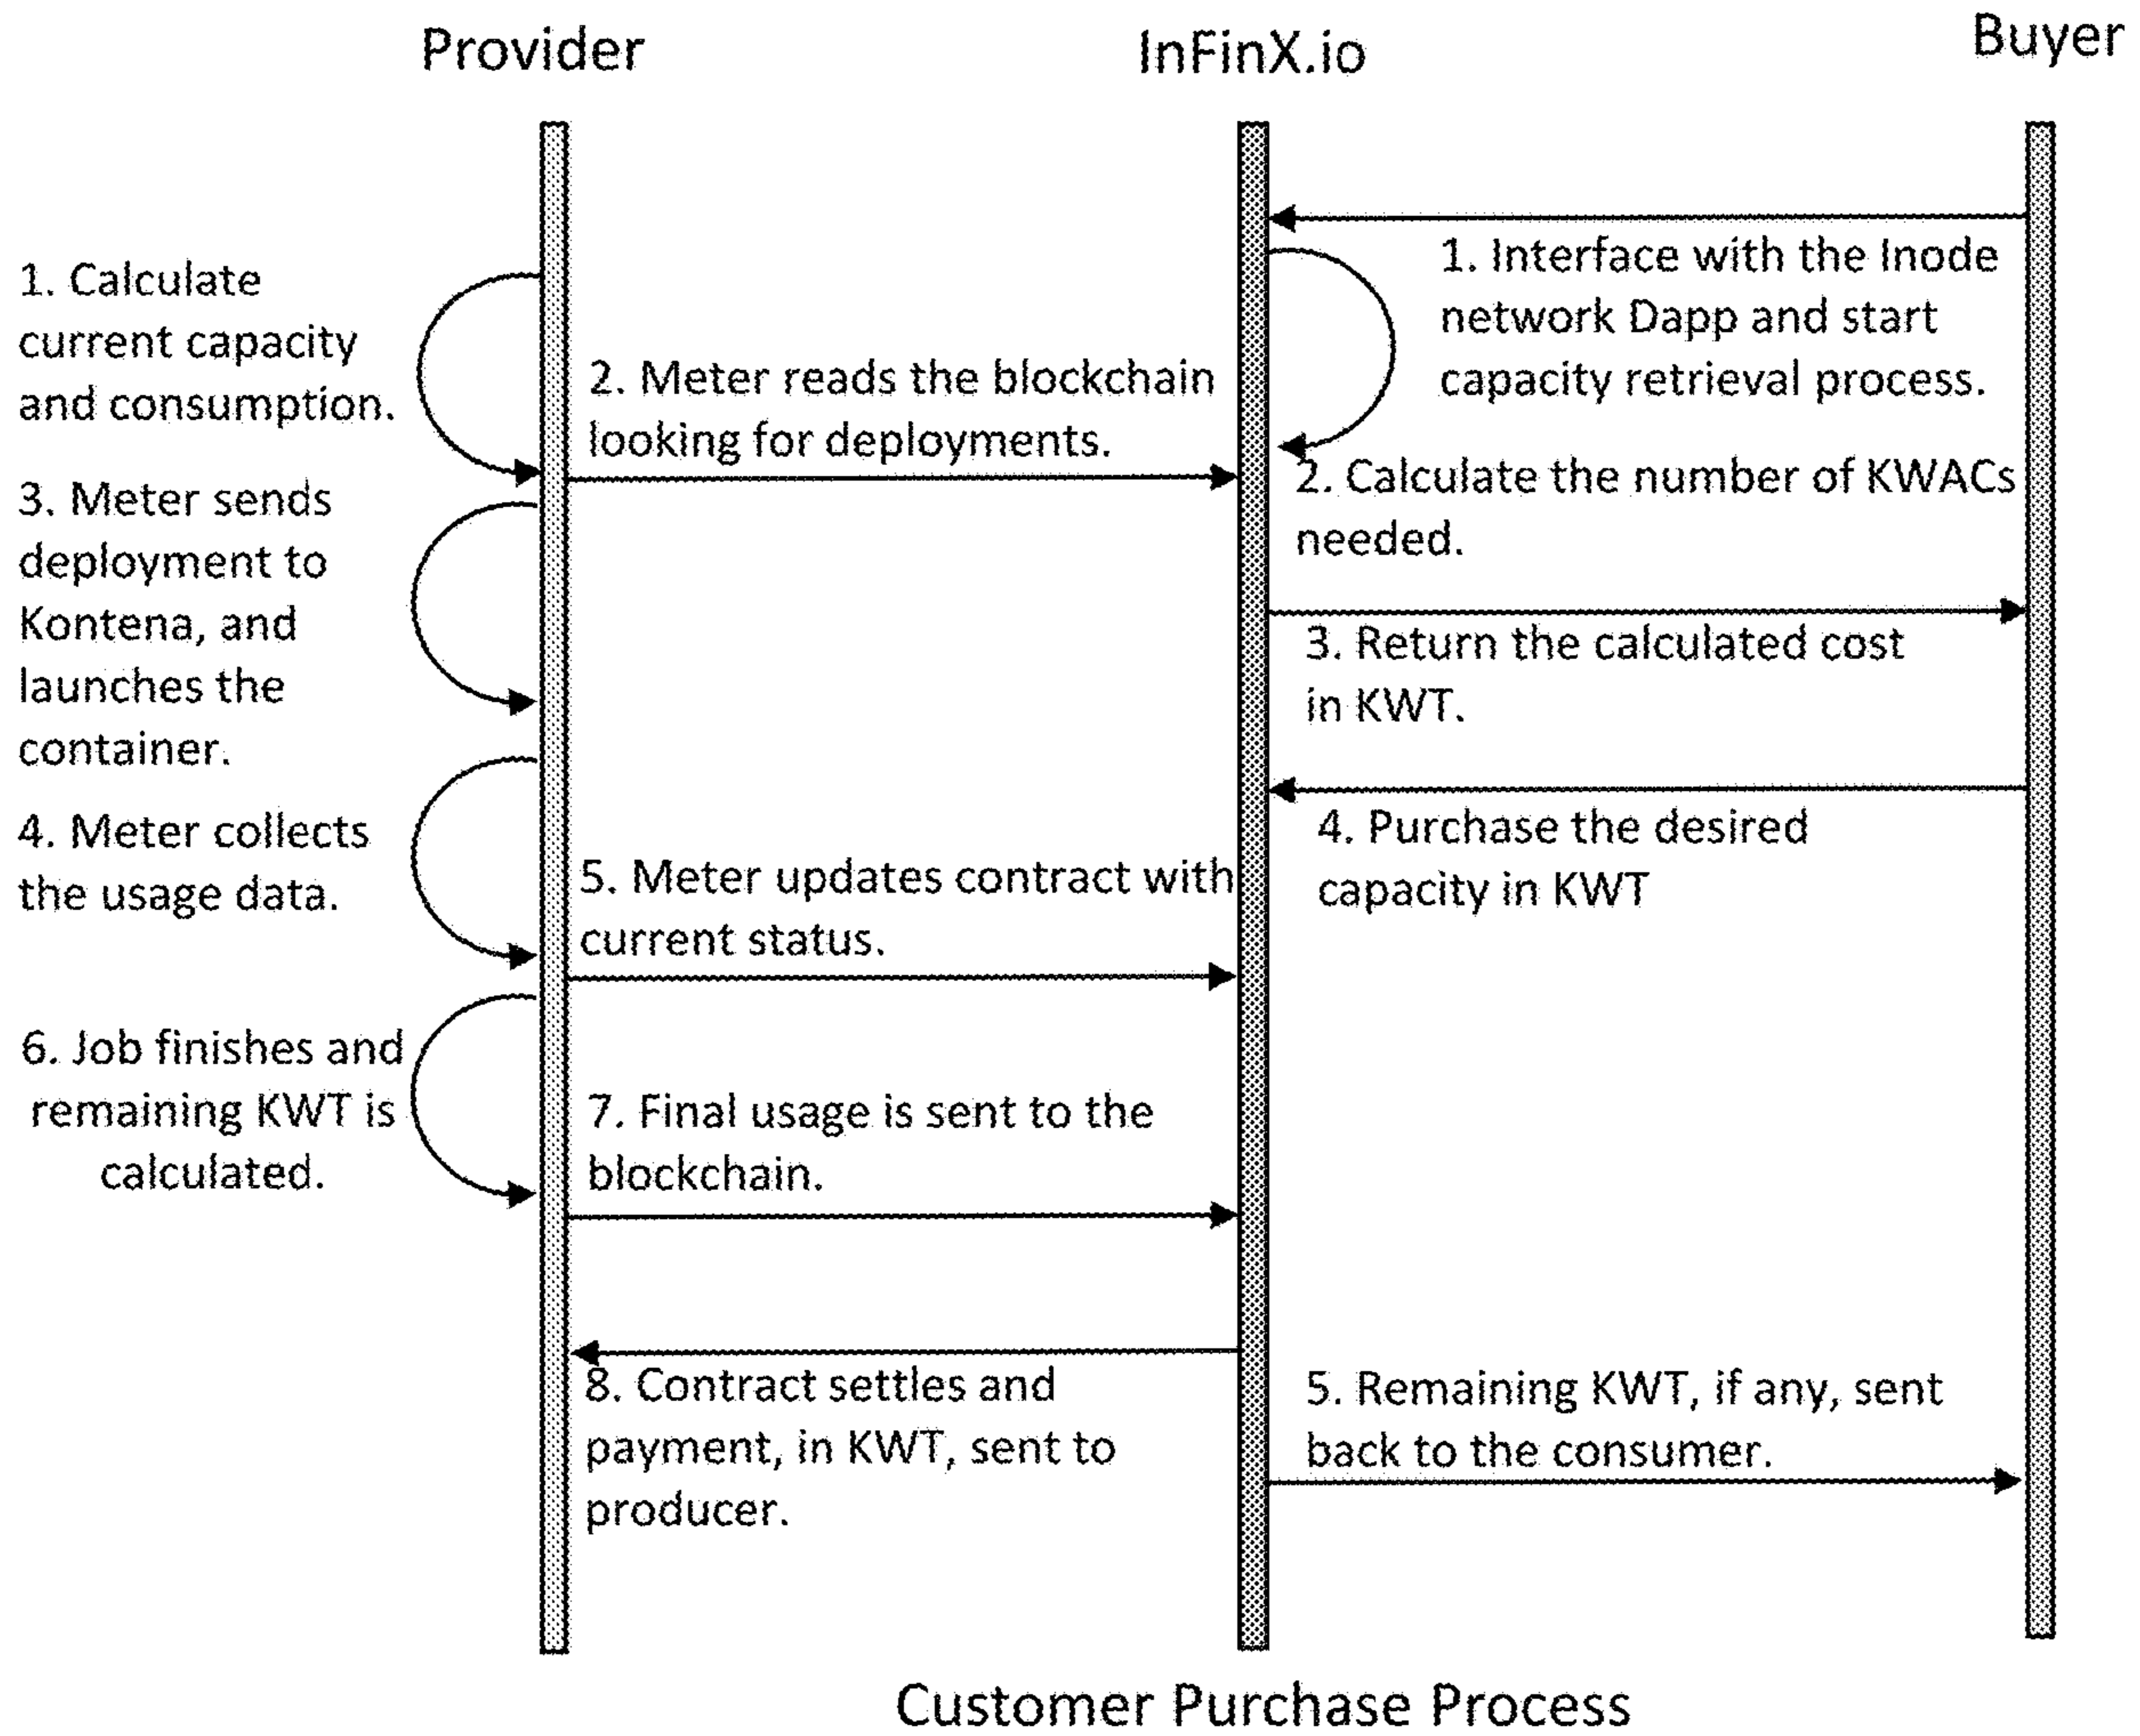 Provider
InFinX.io
Buyer
1. Calculate
current capacity
and consumption.
2. Meter reads the blockchain
looking for deployments.
3. Meter sends
deployment to
Kontena, and
launches the
container.
4. Meter collects
the usage data.
5. Meter updates contract with
current status.
6. Job finishes and
remaining KWT is
calculated.
7. Final usage is sent to the
blockchain.
8. Contract settles and
payment, in KWT, sent to
producer.
1. Interface with the Inode
network Dapp and start
capacity retrieval process.
2. Calculate the number of KWACs
needed.
3. Return the calculated cost
in KWT.
4. Purchase the desired
capacity in KWT
5. Remaining KWT, if any, sent
back to the consumer.
Customer Purchase Process